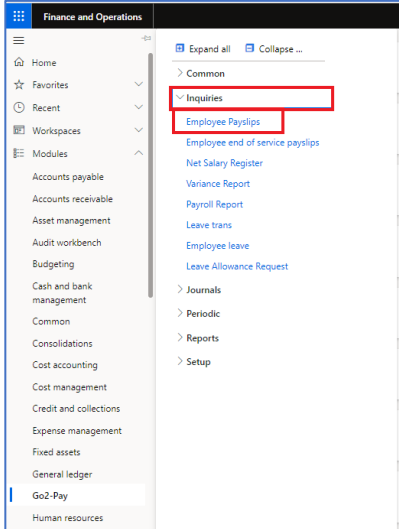 Finance and Operations
Home
Favorites
Recent
Workspaces
Modules
Accounts payable
Accounts receivable
Asset management
Audit workbench
Budgeting
Cash and bank
management
Common
Consolidations
Cost accounting
Cost management
Credit and collections
Expense management
Fixed assets
General ledger
Go2-Pay
Human resources
Expand all Collapse ...
Common
Inquiries
Employee Payslips
Employee end of service payslips
Net Salary Register
Variance Report
Payroll Report
Leave trans
Employee leave
Leave Allowance Request
Journals
Periodic
Reports
Setup